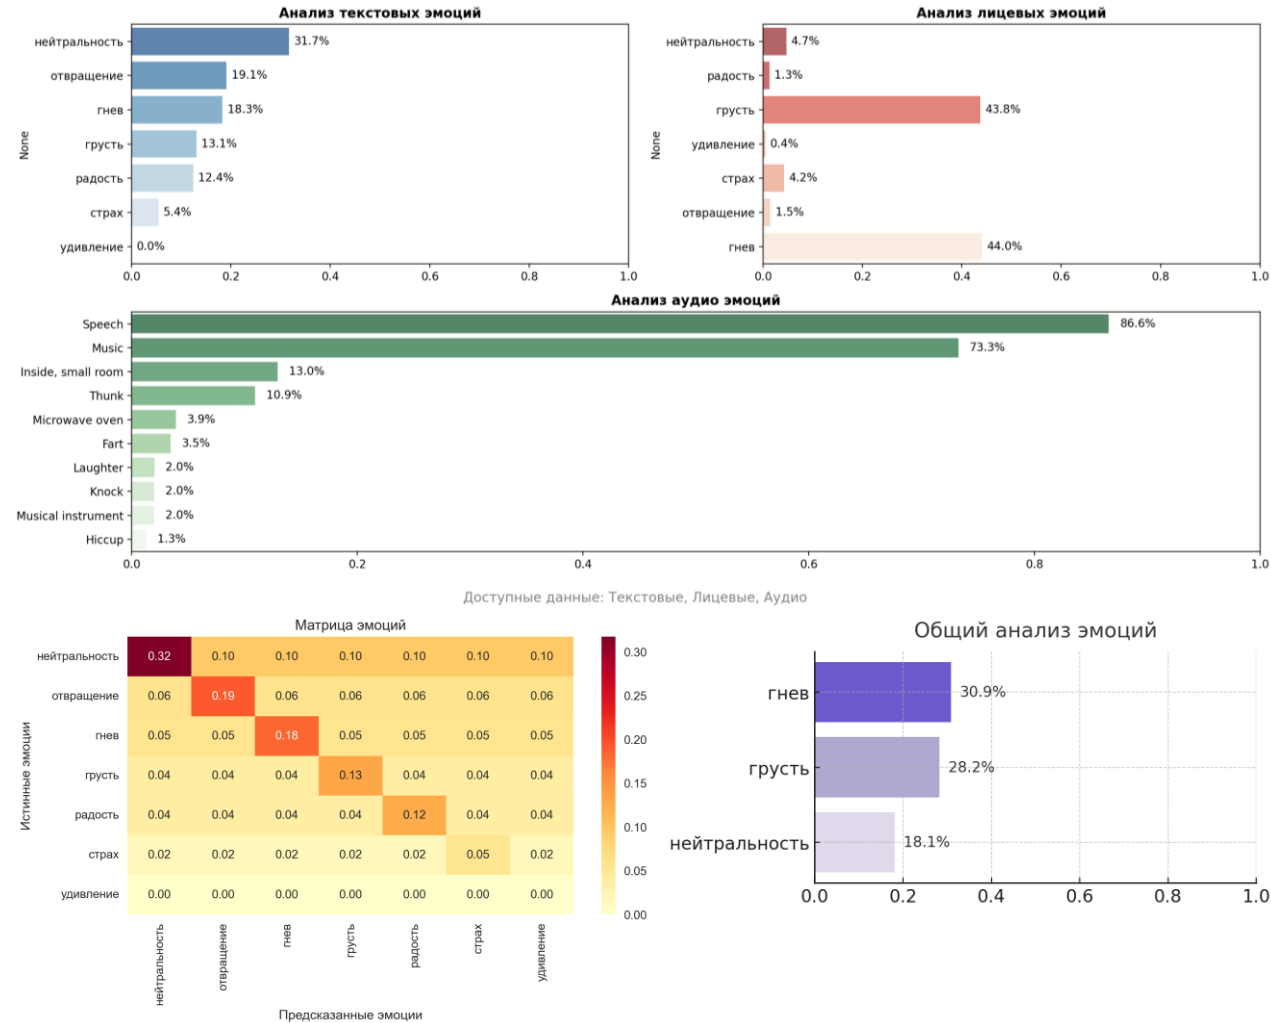 Анализ текстовых эмоций
None
нейтральность 31.7%
отвращение 19.1%
гнев 18.3%
грусть 13.1%
радость 12.4%
страх 5.4%
удивление 0.0%
0.0 0.2 0.4 0.6 0.8 1.0
Анализ лицевых эмоций
None
нейтральность 4.7%
радость 1.3%
грусть 43.8%
удивление 0.4%
страх 4.2%
отвращение 1.5%
гнев 44.0%
0.0 0.2 0.4 0.6 0.8 1.0
Анализ аудио эмоций
Speech 86.6%
Music 73.3%
Inside, small room 13.0%
Thunk 10.9%
Microwave oven 3.9%
Fart 3.5%
Laughter 2.0%
Knock 2.0%
Musical instrument 2.0%
Hiccup 1.3%
0.0 0.2 0.4 0.6 0.8 1.0
Доступные данные: Текстовые, Лицевые, Аудио
Матрица эмоций
Истинные эмоции
нейтральность 0.32 0.10 0.10 0.10 0.10 0.10 0.10
отвращение 0.06 0.19 0.06 0.06 0.06 0.06 0.06
гнев 0.05 0.05 0.18 0.05 0.05 0.05 0.05
грусть 0.04 0.04 0.04 0.13 0.04 0.04 0.04
радость 0.04 0.04 0.04 0.04 0.12 0.04 0.04
страх 0.02 0.02 0.02 0.02 0.02 0.05 0.02
удивление 0.00 0.00 0.00 0.00 0.00 0.00 0.00
нейтральность отвращение гнев грусть радость страх удивление
Предсказанные эмоции
0.30
0.25
0.20
0.15
0.10
0.05
0.00
Общий анализ эмоций
гнев 30.9%
грусть 28.2%
нейтральность 18.1%
0.0 0.2 0.4 0.6 0.8 1.0